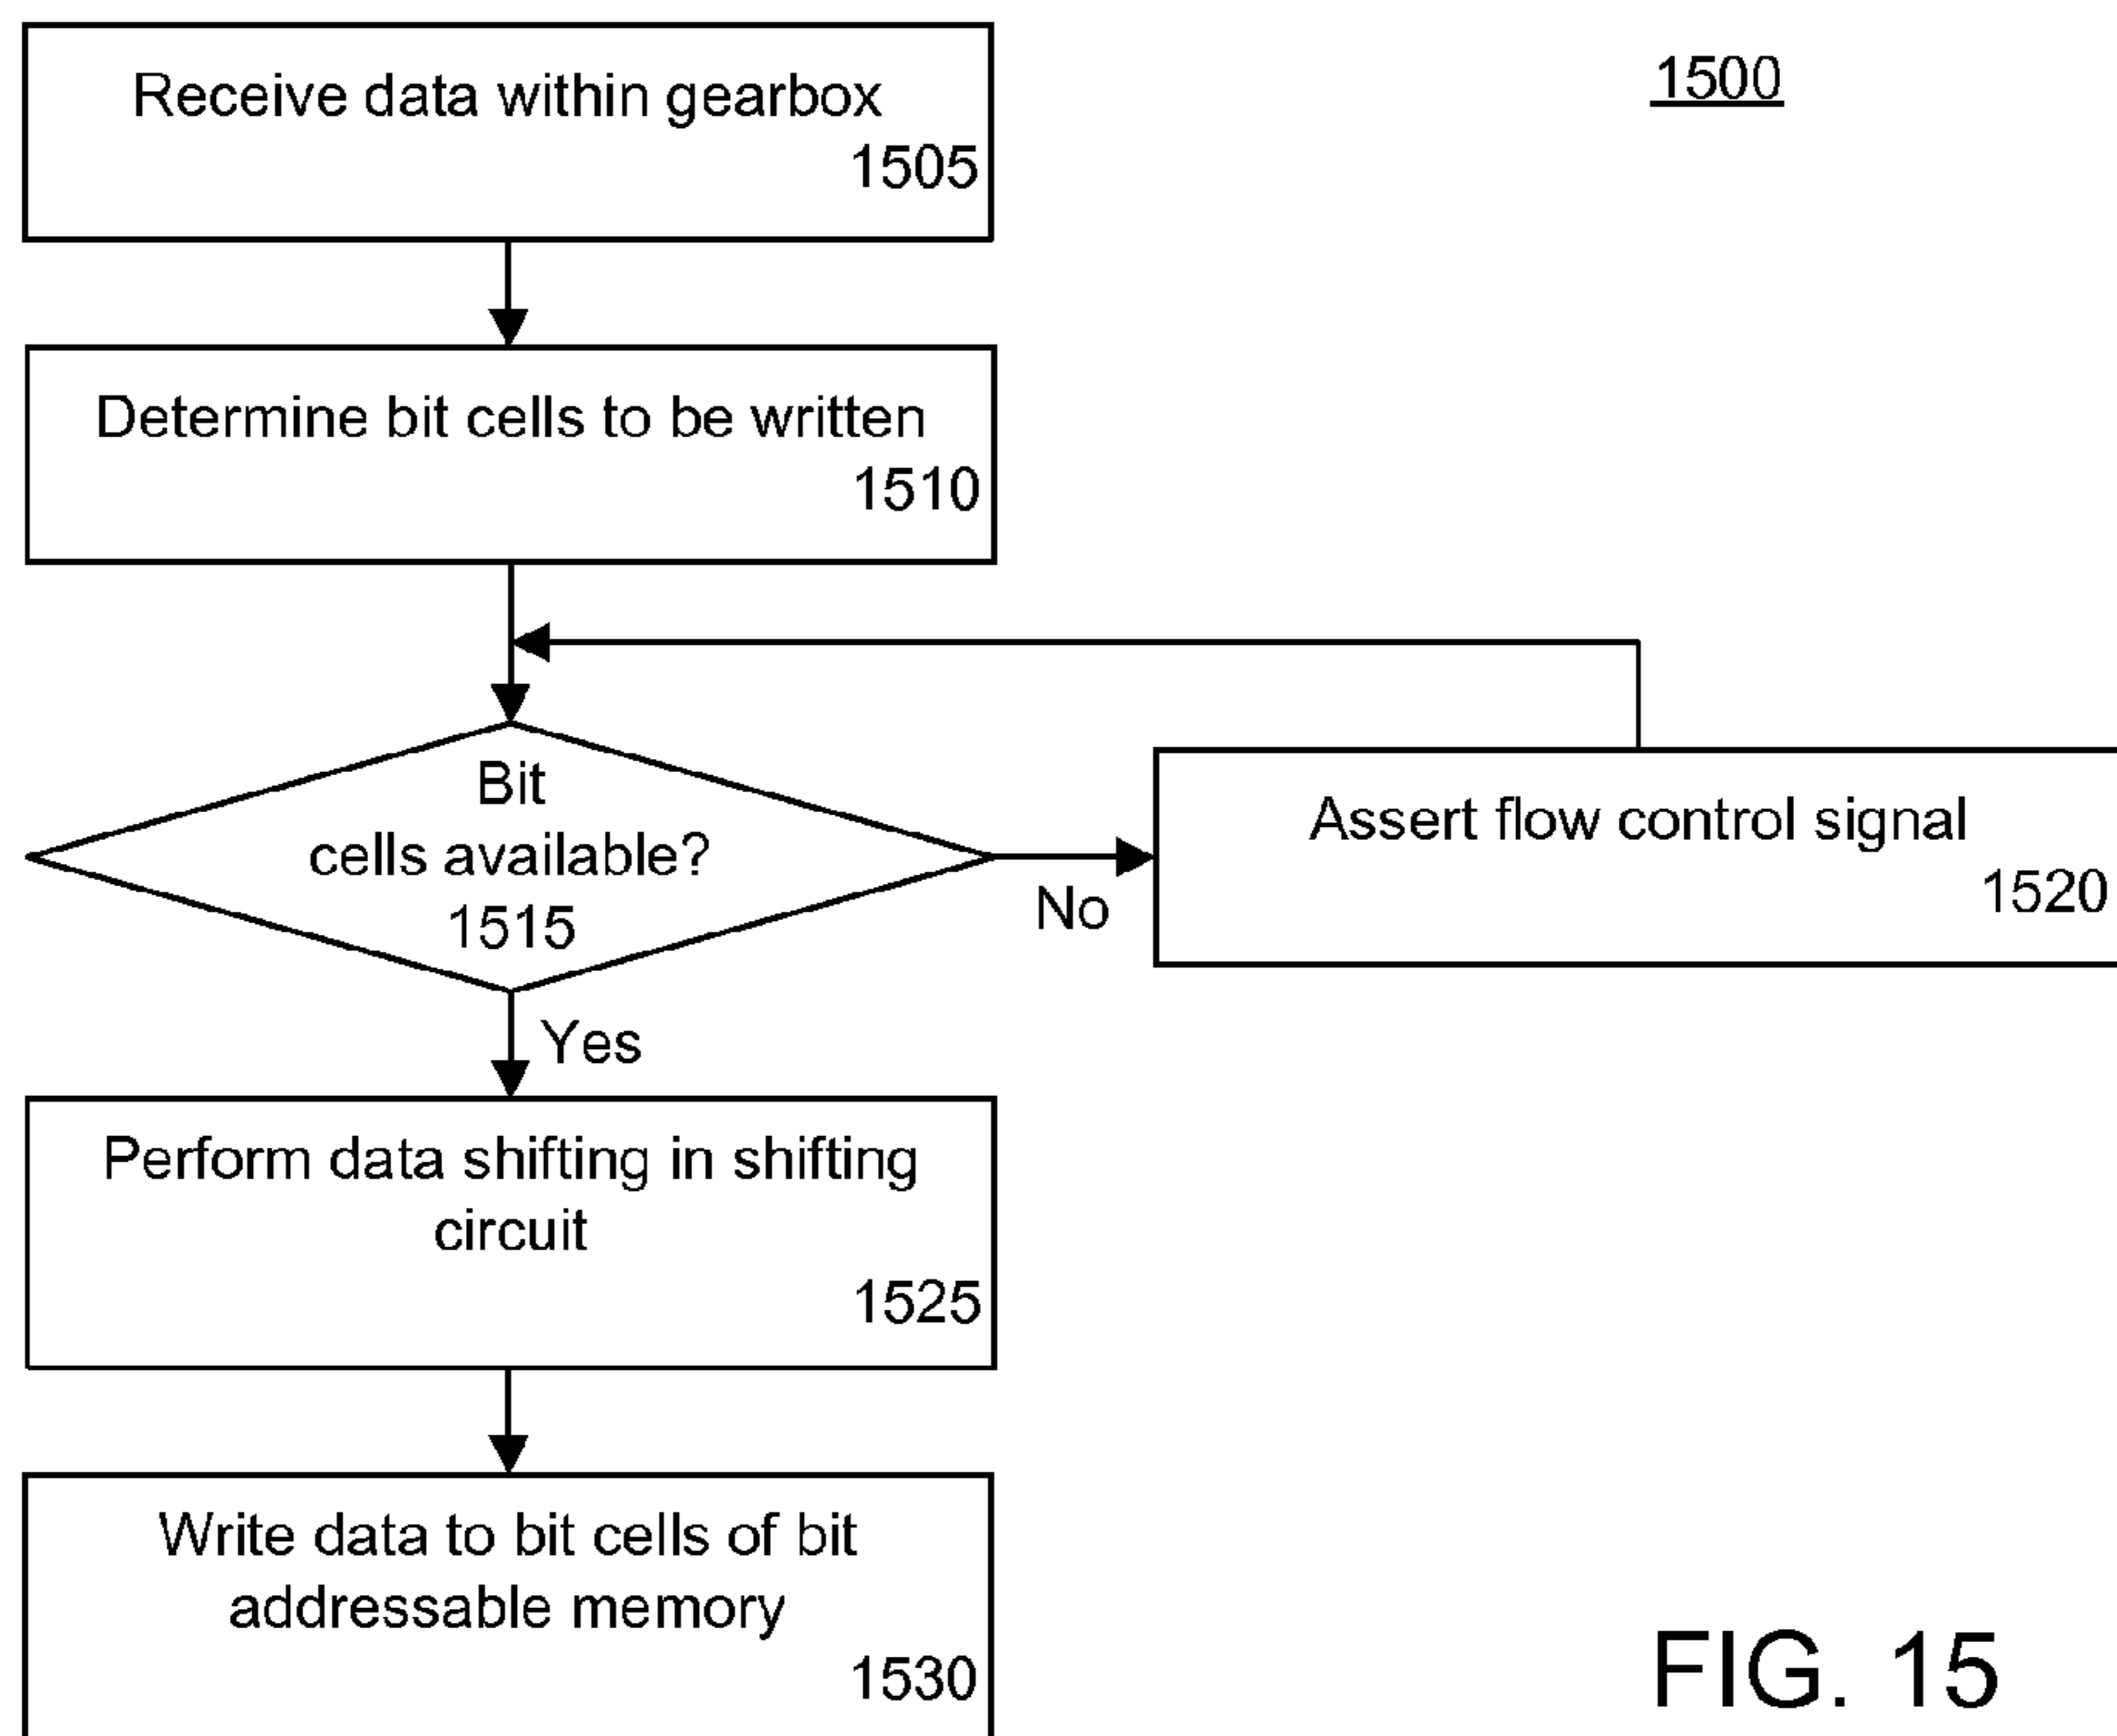 Receive data within gearbox
1505
1500
Determine bit cells to be written
1510
Bit
cells available?
1515
No
Assert flow control signal
1520
Yes
Perform data shifting in shifting
circuit
1525
Write data to bit cells of bit
addressable memory
1530
FIG. 15